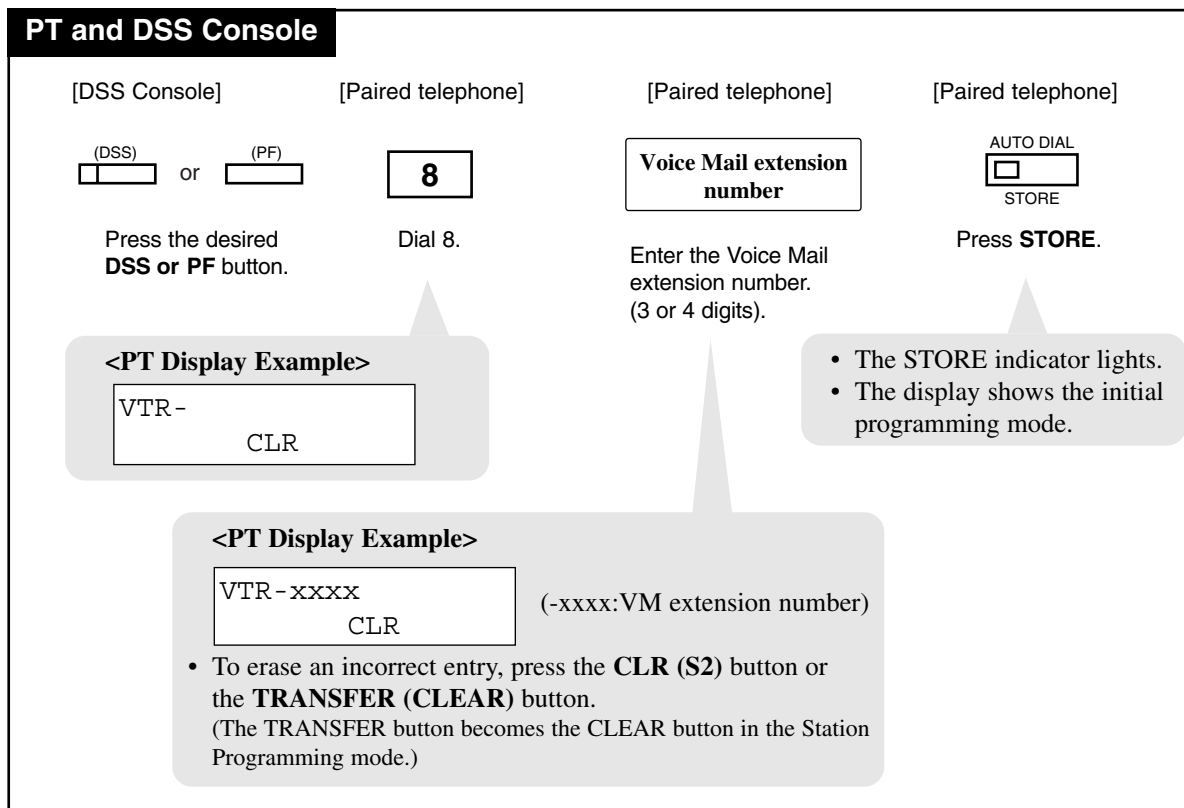 PT and DSS Console
[DSS Console] [Paired telephone] [Paired telephone] [Paired telephone]
(DSS) or (PF)
8
Voice Mail extension
number
AUTO DIAL
STORE
Press the desired
DSS or PF button.
Dial 8.
Enter the Voice Mail
extension number.
(3 or 4 digits).
Press STORE.
<PT Display Example>
VTR-
CLR
• The STORE indicator lights.
• The display shows the initial
programming mode.
<PT Display Example>
VTR-xxxx
CLR
(-xxxx:VM extension number)
• To erase an incorrect entry, press the CLR (S2) button or
the TRANSFER (CLEAR) button.
(The TRANSFER button becomes the CLEAR button in the Station
Programming mode.)